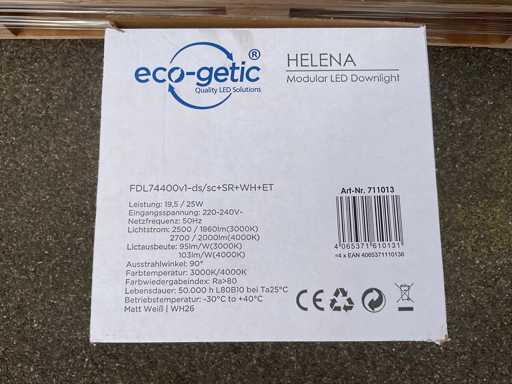 eco-getic®
Quality LED Solutions
HELENA
Modular LED Downlight
FDL74400v1-ds/sc+SR+WH+ET
Leistung: 19,5 / 25W
Eingangsspannung: 220-240V~
Netzfrequenz: 50Hz
Lichtstrom: 2500 / 1860lm(3000K)
2700 / 2000lm(4000K)
Lictausbeute: 95lm/W(3000K)
103lm/W(4000K)
Ausstrahlwinkel: 90°
Farbtemperatur: 3000K/4000K
Farbwiedergabeindex: Ra>80
Lebensdauer: 50.000 h L80B10 bei Ta25°C
Betriebstemperatur: -30°C to +40°C
Matt Weiß | WH26
Art-Nr. 711013
4065371610131
=4 x EAN 4065371110136
CE